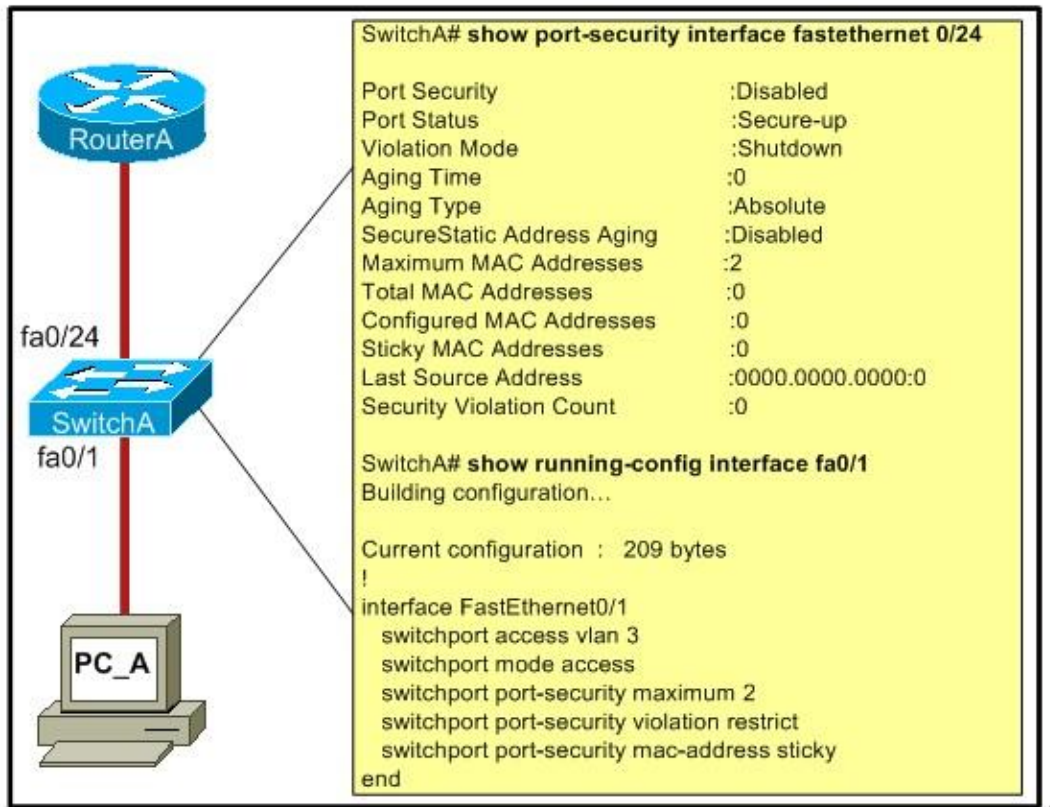 RouterA
fa0/24
SwitchA
fa0/1
PC_A
SwitchA# show port-security interface fastethernet 0/24
Port Security :Disabled
Port Status :Secure-up
Violation Mode :Shutdown
Aging Time :0
Aging Type :Absolute
SecureStatic Address Aging :Disabled
Maximum MAC Addresses :2
Total MAC Addresses :0
Configured MAC Addresses :0
Sticky MAC Addresses :0
Last Source Address :0000.0000.0000:0
Security Violation Count :0
SwitchA# show running-config interface fa0/1
Building configuration...
Current configuration : 209 bytes
!
interface FastEthernet0/1
switchport access vlan 3
switchport mode access
switchport port-security maximum 2
switchport port-security violation restrict
switchport port-security mac-address sticky
end